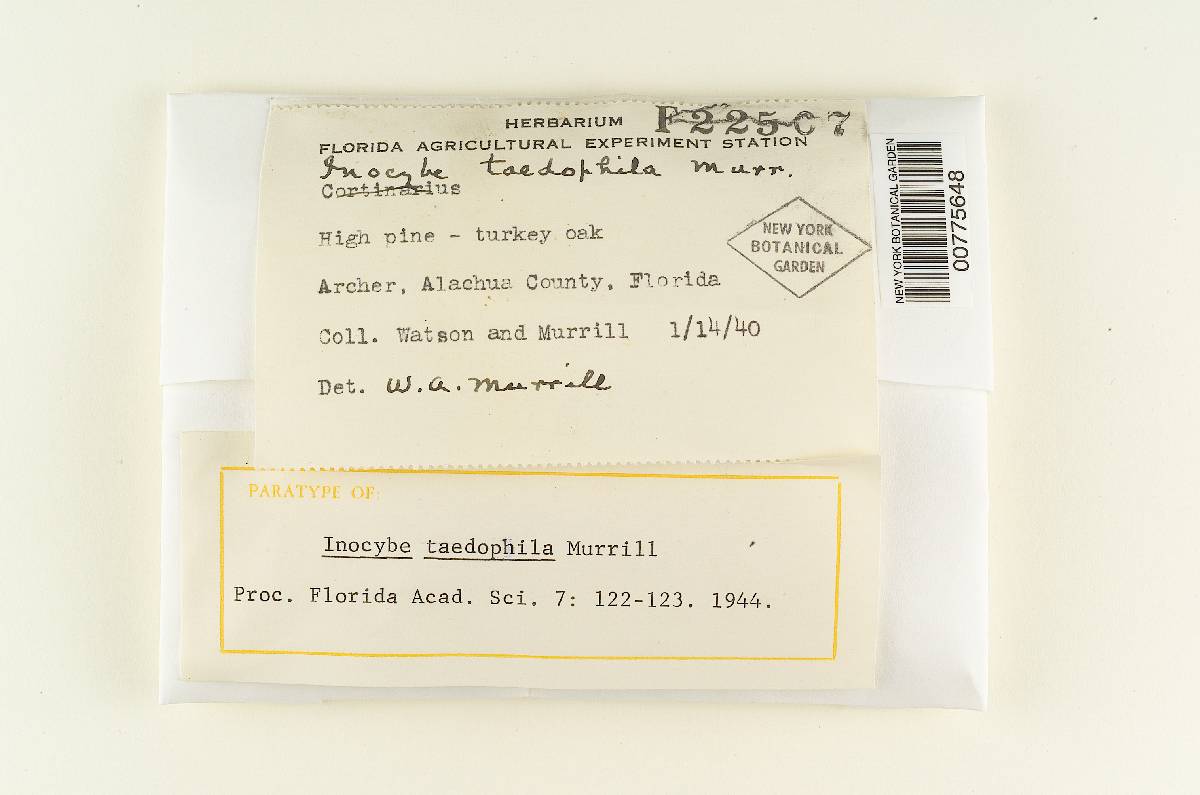 HERBARIUM F22507
FLORIDA AGRICULTURAL EXPERIMENT STATION
Inocybe taedophila Murr.
Cortinarius
High pine - turkey oak
NEW YORK
BOTANICAL
GARDEN
Archer, Alachua County, Florida
Coll. Watson and Murrill 1/14/40
Det. W. A. Murrill
NEW YORK BOTANICAL GARDEN
00775648
PARATYPE OF:
Inocybe taedophila Murrill
Proc. Florida Acad. Sci. 7: 122-123. 1944.